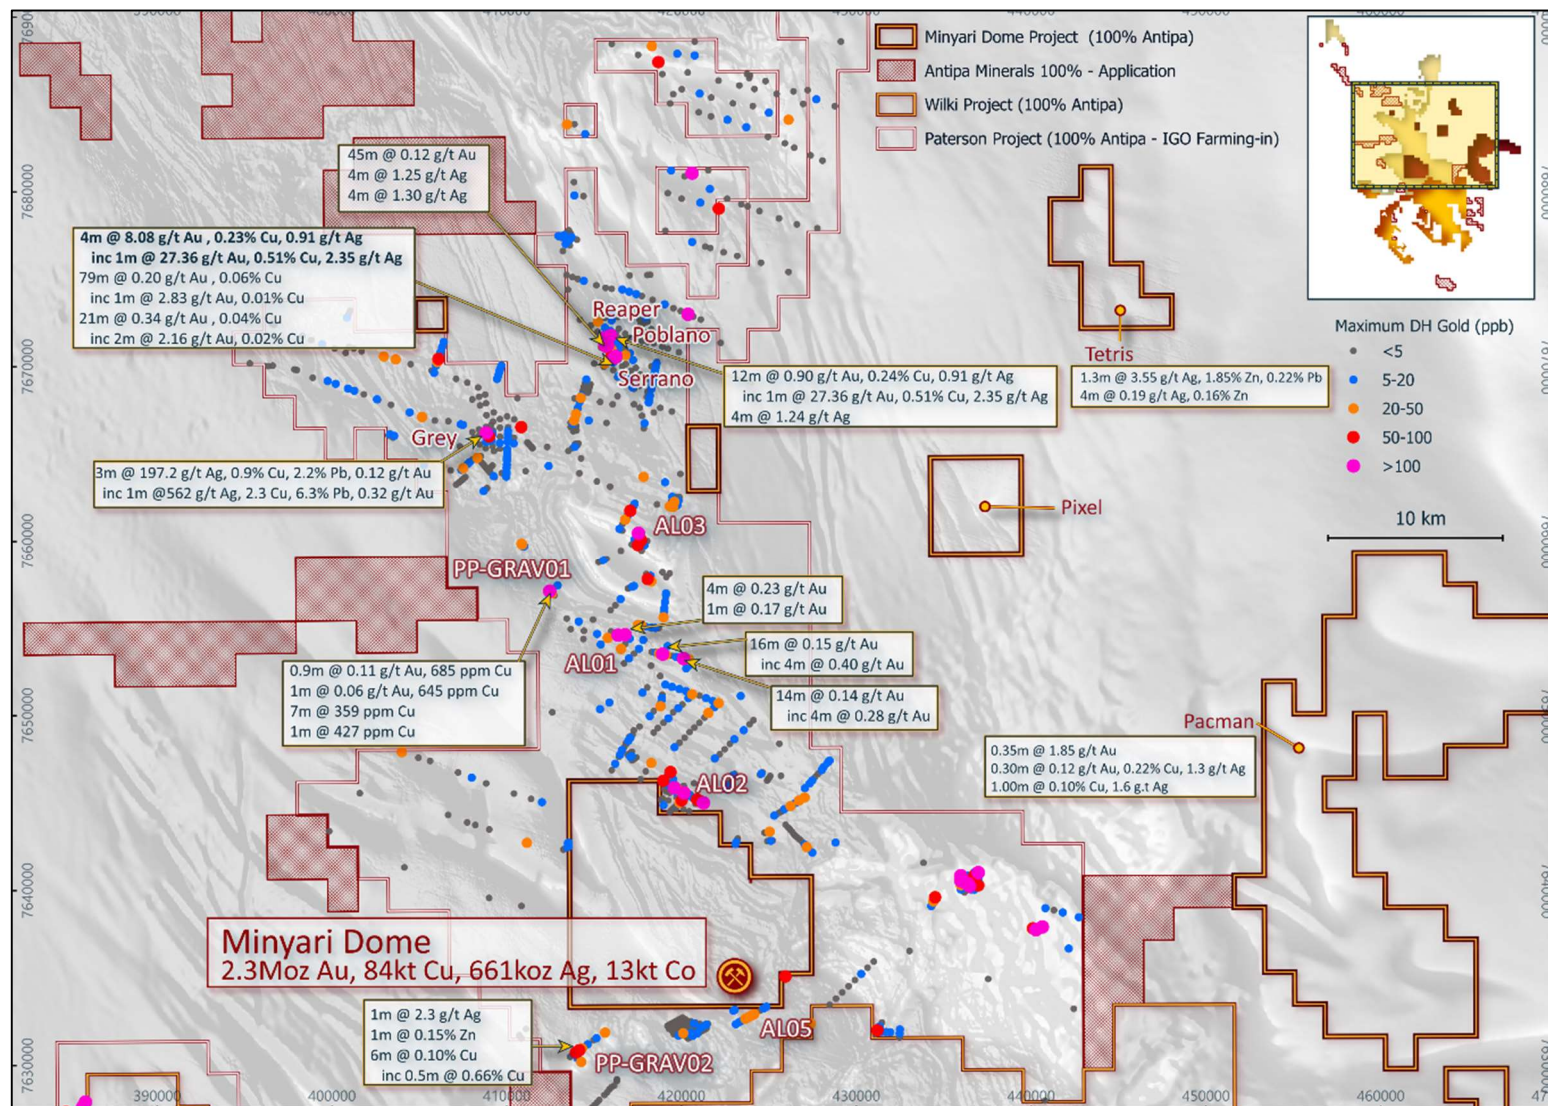 390000
400000
410000
420000
430000
440000
450000
460000
7680000
7670000
7660000
7650000
7640000
7630000
Minyari Dome Project (100% Antipa)
Antipa Minerals 100% - Application
Wilki Project (100% Antipa)
Paterson Project (100% Antipa - IGO Farming-in)
Maximum DH Gold (ppb)
<5
5-20
20-50
50-100
>100
10 km
45m @ 0.12 g/t Au
4m @ 1.25 g/t Ag
4m @ 1.30 g/t Ag
4m @ 8.08 g/t Au , 0.23% Cu, 0.91 g/t Ag
inc 1m @ 27.36 g/t Au, 0.51% Cu, 2.35 g/t Ag
79m @ 0.20 g/t Au , 0.06% Cu
inc 1m @ 2.83 g/t Au, 0.01% Cu
21m @ 0.34 g/t Au , 0.04% Cu
inc 2m @ 2.16 g/t Au, 0.02% Cu
Reaper
Poblano
Serrano
12m @ 0.90 g/t Au, 0.24% Cu, 0.91 g/t Ag
inc 1m @ 27.36 g/t Au, 0.51% Cu, 2.35 g/t Ag
4m @ 1.24 g/t Ag
Tetris
1.3m @ 3.55 g/t Ag, 1.85% Zn, 0.22% Pb
4m @ 0.19 g/t Ag, 0.16% Zn
Grey
3m @ 197.2 g/t Ag, 0.9% Cu, 2.2% Pb, 0.12 g/t Au
inc 1m @562 g/t Ag, 2.3 Cu, 6.3% Pb, 0.32 g/t Au
Pixel
AL03
PP-GRAV01
4m @ 0.23 g/t Au
1m @ 0.17 g/t Au
AL01
16m @ 0.15 g/t Au
inc 4m @ 0.40 g/t Au
0.9m @ 0.11 g/t Au, 685 ppm Cu
1m @ 0.06 g/t Au, 645 ppm Cu
7m @ 359 ppm Cu
1m @ 427 ppm Cu
14m @ 0.14 g/t Au
inc 4m @ 0.28 g/t Au
Pacman
0.35m @ 1.85 g/t Au
0.30m @ 0.12 g/t Au, 0.22% Cu, 1.3 g/t Ag
1.00m @ 0.10% Cu, 1.6 g.t Ag
AL02
Minyari Dome
2.3Moz Au, 84kt Cu, 661koz Ag, 13kt Co
1m @ 2.3 g/t Ag
1m @ 0.15% Zn
6m @ 0.10% Cu
inc 0.5m @ 0.66% Cu
AL05
PP-GRAV02
390000
400000
410000
420000
430000
440000
450000
460000